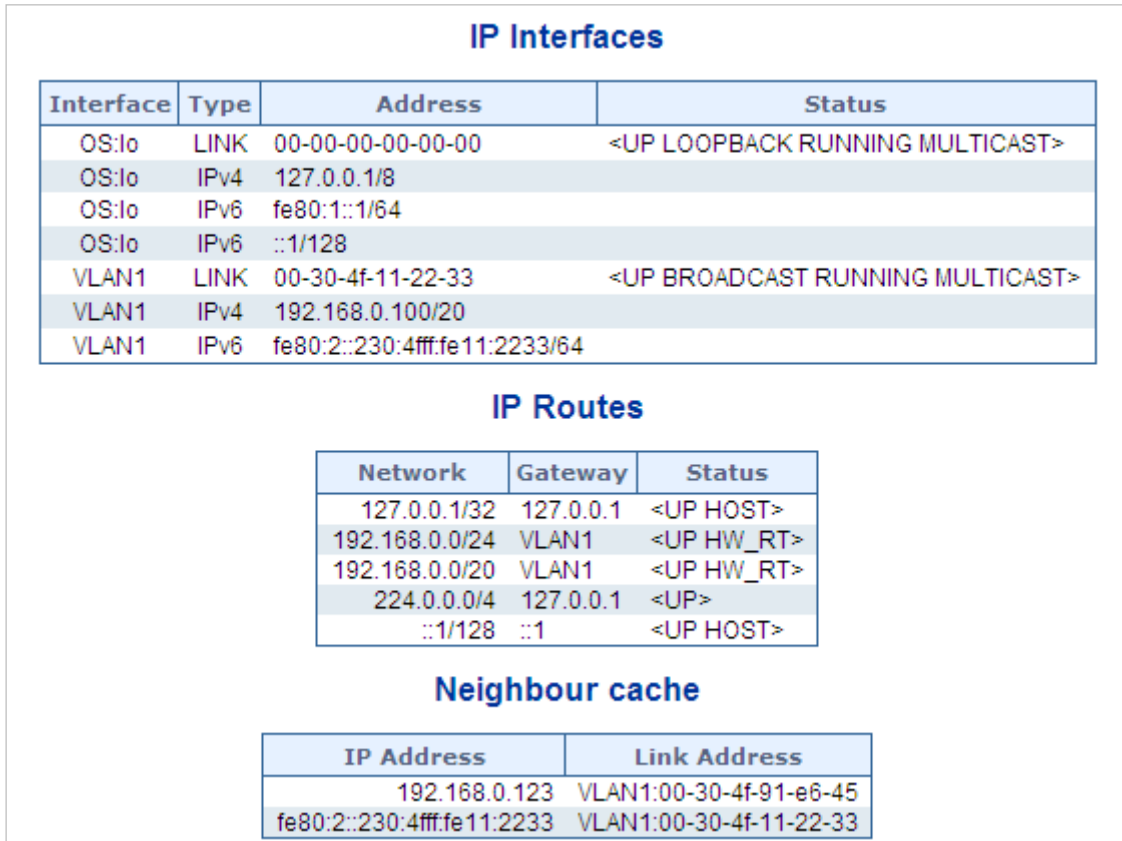 IP Interfaces
Interface Type Address Status
OS:lo LINK 00-00-00-00-00-00 <UP LOOPBACK RUNNING MULTICAST>
OS:lo IPv4 127.0.0.1/8
OS:lo IPv6 fe80:1::1/64
OS:lo IPv6 ::1/128
VLAN1 LINK 00-30-4f-11-22-33 <UP BROADCAST RUNNING MULTICAST>
VLAN1 IPv4 192.168.0.100/20
VLAN1 IPv6 fe80:2::230:4fff:fe11:2233/64
IP Routes
Network Gateway Status
127.0.0.1/32 127.0.0.1 <UP HOST>
192.168.0.0/24 VLAN1 <UP HW_RT>
192.168.0.0/20 VLAN1 <UP HW_RT>
224.0.0.0/4 127.0.0.1 <UP>
::1/128 ::1 <UP HOST>
Neighbour cache
IP Address Link Address
192.168.0.123 VLAN1:00-30-4f-91-e6-45
fe80:2::230:4fff:fe11:2233 VLAN1:00-30-4f-11-22-33